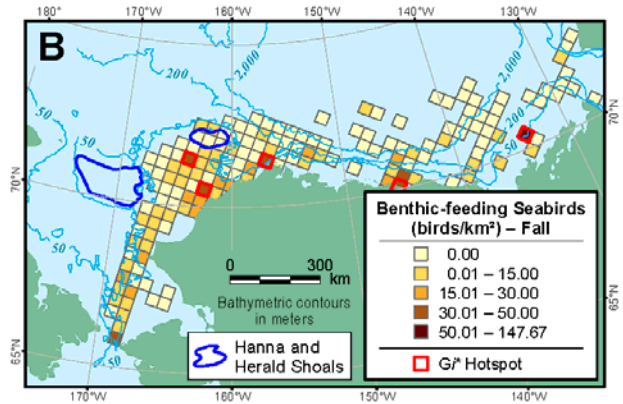 180° 170°W 160°W 150°W 140°W 130°W
B
200
2,000
2,000
50
200
50
50
70°N
70°N
50
Benthic-feeding Seabirds
(birds/km²) – Fall
0.00
0.01 – 15.00
15.01 – 30.00
30.01 – 50.00
50.01 – 147.67
Gi* Hotspot
0 300
km
Bathymetric contours
in meters
Hanna and
Herald Shoals
65°N
65°N
50
170°W 160°W 150°W 140°W